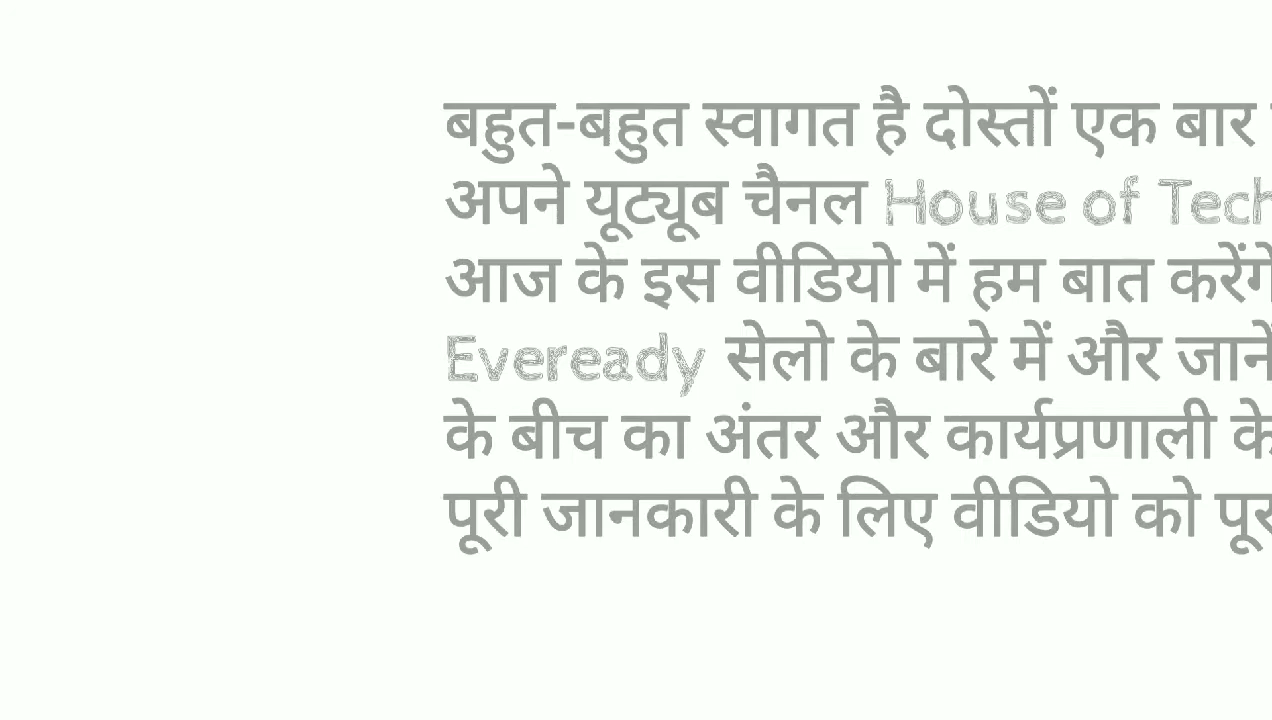 बहुत-बहुत स्वागत है दोस्तों एक बार
अपने यूट्यूब चैनल House of Tech
आज के इस वीडियो में हम बात करेंगे
Eveready सेलो के बारे में और जाने
के बीच का अंतर और कार्यप्रणाली के
पूरी जानकारी के लिए वीडियो को